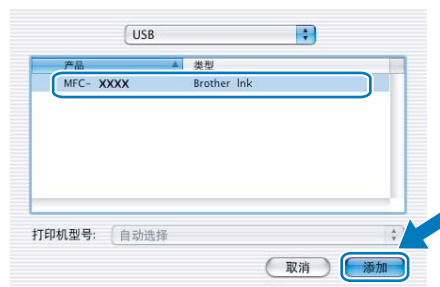 USB
产品 类型
MFC- XXXX Brother Ink
打印机型号: 自动选择
取消 添加